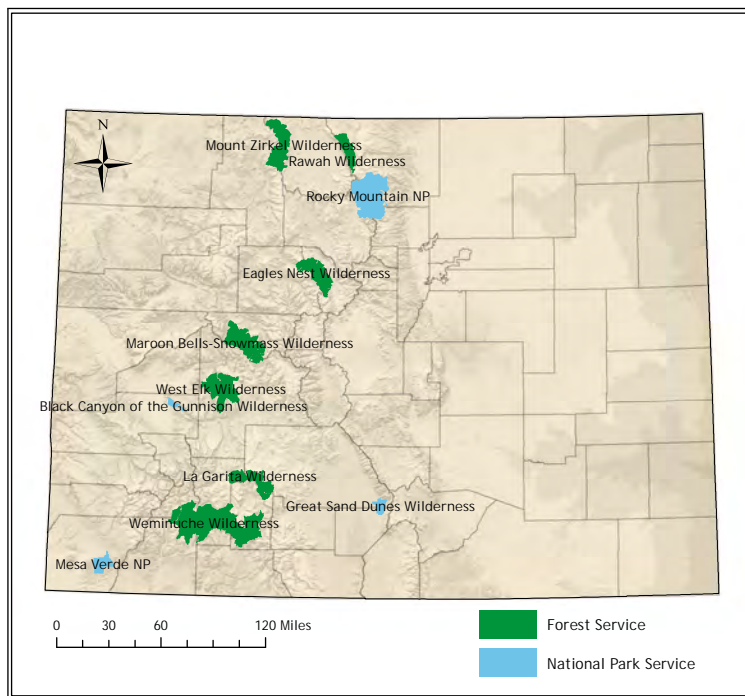 N
Mount Zirkel Wilderness
Rawah Wilderness
Rocky Mountain NP
Eagles Nest Wilderness
Maroon Bells-Snowmass Wilderness
West Elk Wilderness
Black Canyon of the Gunnison Wilderness
La Garita Wilderness
Great Sand Dunes Wilderness
Weminuche Wilderness
Mesa Verde NP
0 30 60 120 Miles
Forest Service
National Park Service